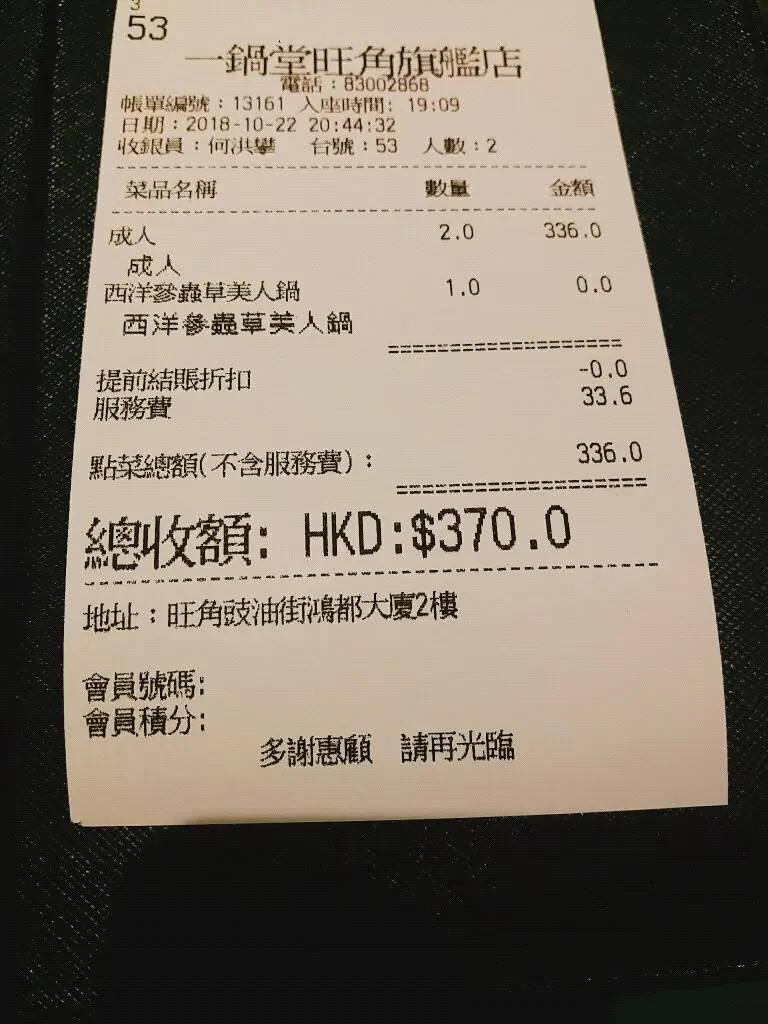 3
53
一鍋堂旺角旗艦店
電話：83002868
帳單編號：13161 入座時間: 19:09
日期：2018-10-22 20:44:32
收銀員：何洪攀 台號：53 人數：2
菜品名稱 數量 金額
成人 2.0 336.0
成人
西洋參蟲草美人鍋 1.0 0.0
西洋參蟲草美人鍋
提前結賬折扣 -0.0
服務費 33.6
點菜總額(不含服務費)： 336.0
總收額: HKD:$370.0
地址：旺角豉油街鴻都大廈2樓
會員號碼:
會員積分:
多謝惠顧 請再光臨